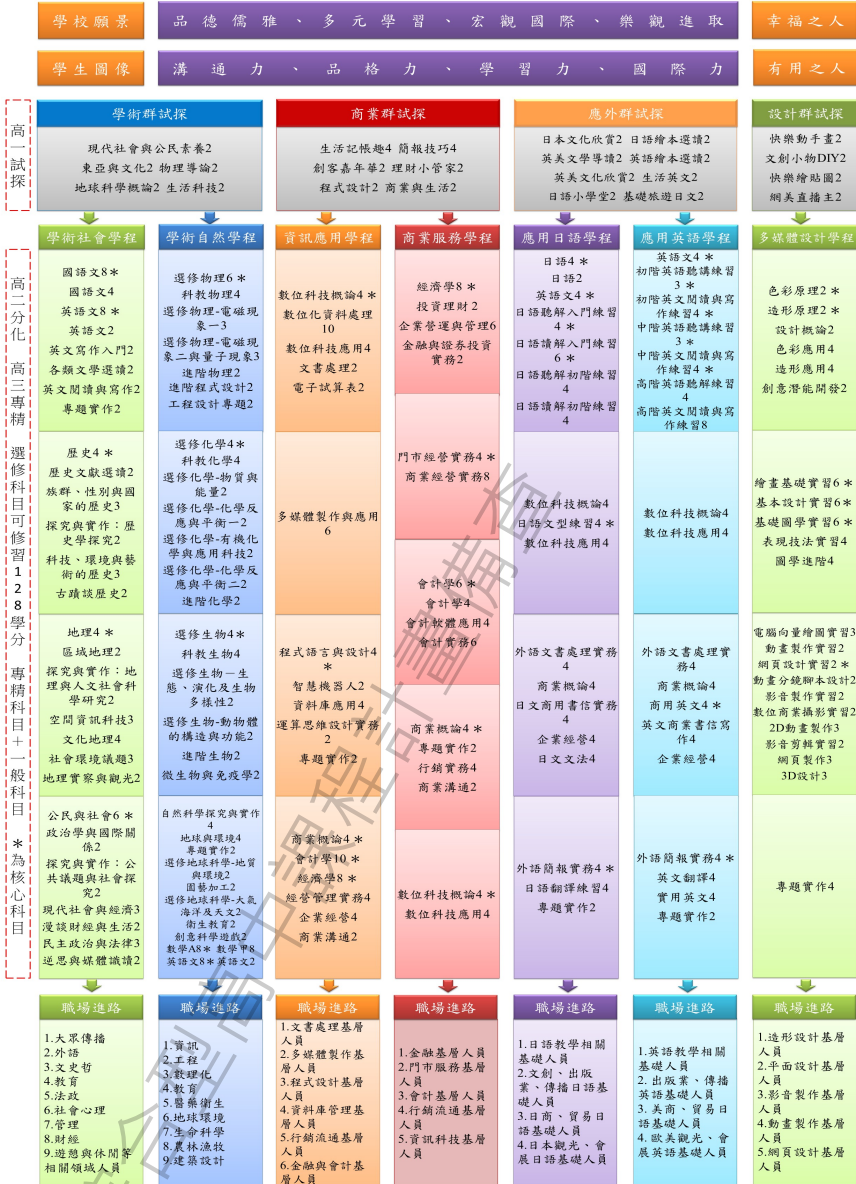 學校願景
品德儒雅、多元學習、宏觀國際、樂觀進取
幸福之人
學生圖像
溝通力、品格力、學習力、國際力
有用之人
高一試探
學術群試探
現代社會與公民素養2
東亞與文化2 物理導論2
地球科學概論2 生活科技2
商業群試探
生活記帳趣4 簡報技巧4
創客嘉年華2 理財小管家2
程式設計2 商業與生活2
應外群試探
日本文化欣賞2 日語繪本選讀2
英美文學導讀2 英語繪本選讀2
英美文化欣賞2 生活英文2
日語小學堂2 基礎旅遊日文2
設計群試探
快樂動手畫2
文創小物DIY2
快樂繪貼圖2
網美直播主2
高二分化 高三專精 選修科目可修習128學分 專精科目+一般科目 *為核心科目
學術社會學程
國語文8*
國語文4
英語文8*
英語文2
英文寫作入門2
各類文學選讀2
英文閱讀與寫作2
專題實作2
歷史4*
歷史文獻選讀2
族群、性別與國
家的歷史3
探究與實作:歷
史學探究2
科技、環境與藝
術的歷史3
古蹟談歷史2
地理4*
區域地理2
探究與實作:地
理與人文社會科
學研究2
空間資訊科技3
文化地理4
社會環境議題3
地理實察與觀光2
公民與社會6*
政治學與國際關
係2
探究與實作:公
共議題與社會探
究2
現代社會與經濟3
漫談財經與生活2
民主政治與法律3
逆思與媒體識讀2
職場進路
1.大眾傳播
2.外語
3.文史哲
4.教育
5.法政
6.社會心理
7.管理
8.財經
9.遊憩與休閒等
相關領域人員
學術自然學程
選修物理6*
科教物理4
選修物理-電磁現
象一3
選修物理-電磁現
象二與量子現象3
進階物理2
進階程式設計2
工程設計專題2
選修化學4*
科教化學4
選修化學-物質與
能量2
選修化學-化學反
應與平衡一2
選修化學-有機化
學與應用科技2
選修化學-化學反
應與平衡二2
進階化學2
選修生物4*
科教生物4
選修生物－生
態、演化及生物
多樣性2
選修生物-動物體
的構造與功能2
進階生物2
微生物與免疫學2
自然科學探究與實作
4
地球與環境4
專題實作2
選修地球科學-地質
與環境2
園藝加工2
選修地球科學-大氣
海洋及天文2
衛生教育2
創意科學遊戲2
數學A8* 數學甲8
英語文8*英語文2
職場進路
1.資訊
2.工程
3.數理化
4.教育
5.醫藥衛生
6.地球環境
7.生命科學
8.農林漁牧
9.建築設計
資訊應用學程
數位科技概論4*
數位化資料處理
10
數位科技應用4
文書處理2
電子試算表2
多媒體製作與應用
6
程式語言與設計4
*
智慧機器人2
資料庫應用4
運算思維設計實務
2
專題實作2
商業概論4*
會計學10*
經濟學8*
經營管理實務4
企業經營4
商業溝通2
職場進路
1.文書處理基層
人員
2.多媒體製作基
層人員
3.程式設計基層
人員
4.資料庫管理基
層人員
5.行銷流通基層
人員
6.金融與會計基
層人員
商業服務學程
經濟學8*
投資理財2
企業營運與管理6
金融與證券投資
實務2
門市經營實務4*
商業經營實務8
會計學6*
會計學4
會計軟體應用4
會計實務6
商業概論4*
專題實作2
行銷實務4
商業溝通2
數位科技概論4*
數位科技應用4
職場進路
1.金融基層人員
2.門市服務基層
人員
3.會計基層人員
4.行銷流通基層
人員
5.資訊科技基層
人員
應用日語學程
日語4*
日語2
英語文4*
日語聽解入門練習
4*
日語讀解入門練習
6*
日語聽解初階練習
4
日語讀解初階練習
4
數位科技概論4
日語文型練習4*
數位科技應用4
外語文書處理實務
4
商業概論4
日文商用書信實務
4
企業經營4
日文文法4
外語簡報實務4*
日語翻譯練習4
專題實作2
職場進路
1.日語教學相關
基礎人員
2.文創、出版
業、傳播日語基
礎人員
3.日商、貿易日
語基礎人員
4.日本觀光、會
展日語基礎人員
應用英語學程
英語文4*
初階英語聽講練習
3*
初階英文閱讀與寫
作練習4*
中階英語聽講練習
3*
中階英文閱讀與寫
作練習4*
高階英語聽解練習
4
高階英文閱讀與寫
作練習8
數位科技概論4
數位科技應用4
外語文書處理實
務4
商業概論4
商用英文4*
英文商業書信寫
作4
企業經營4
外語簡報實務4*
英文翻譯4
實用英文4
專題實作2
職場進路
1.英語教學相關
基礎人員
2.出版業、傳播
英語基礎人員
3.美商、貿易日
語基礎人員
4.歐美觀光、會
展英語基礎人員
多媒體設計學程
色彩原理2*
造形原理2*
設計概論2
色彩應用4
造形應用4
創意潛能開發2
繪畫基礎實習6*
基本設計實習6*
基礎圖學實習6*
表現技法實習4
圖學進階4
電腦向量繪圖實習3
動畫製作實習2
網頁設計實習2*
動畫分鏡腳本設計2
影音製作實習2
數位商業攝影實習2
2D動畫製作3
影音剪輯實習2
網頁製作3
3D設計3
專題實作4
職場進路
1.造形設計基層
人員
2.平面設計基層
人員
3.影音製作基層
人員
4.動畫製作基層
人員
5.網頁設計基層
人員
合型高中課程計畫備查